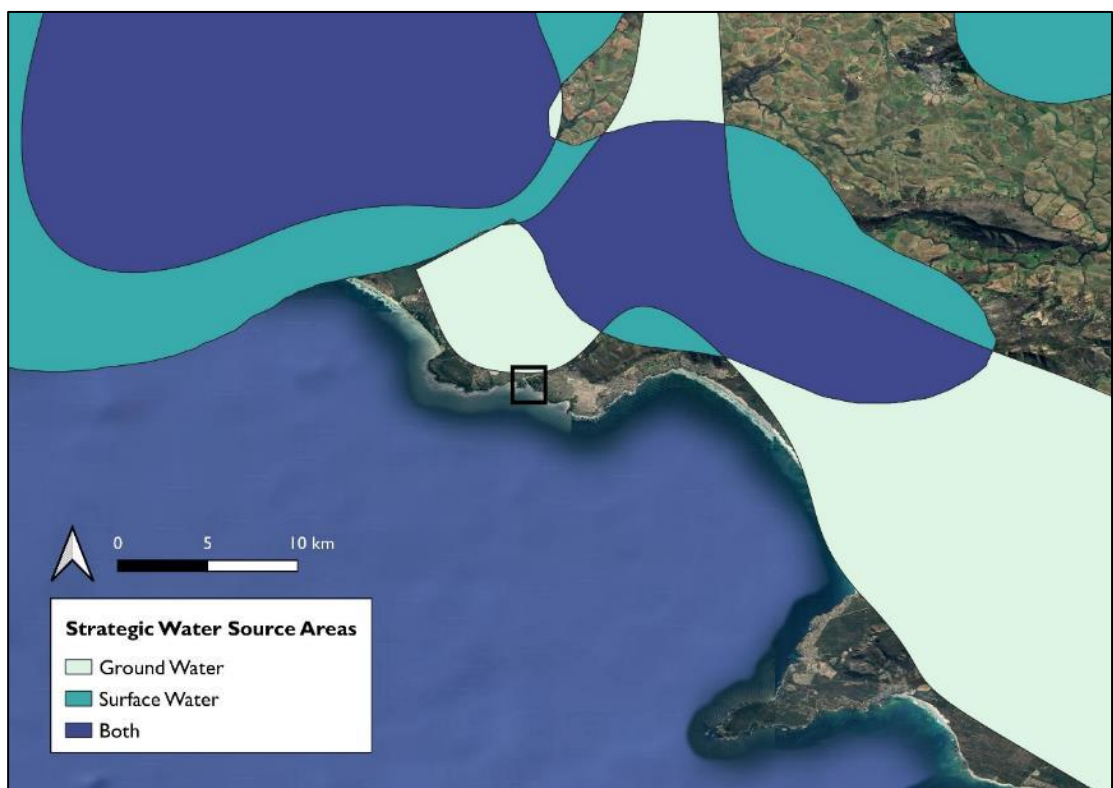 0 5 10 km
Strategic Water Source Areas
Ground Water
Surface Water
Both